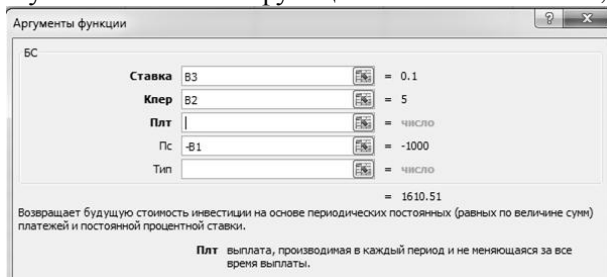 Аргументы функции
БС
Ставка B3 = 0.1
Кпер B2 = 5
Плт = число
Пс -B1 = -1000
Тип = число
= 1610.51
Возвращает будущую стоимость инвестиции на основе периодических постоянных (равных по величине сумм)
платежей и постоянной процентной ставки.
Плт выплата, производимая в каждый период и не меняющаяся за все
время выплаты.